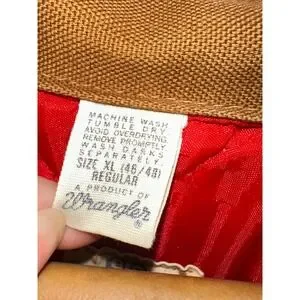 MACHINE WASH
TUMBLE DRY
AVOID OVERDRYING
REMOVE PROMPTLY
WASH DARKS
SEPARATELY.
SIZE XL (46/48)
REGULAR
A PRODUCT OF
Wrangler®